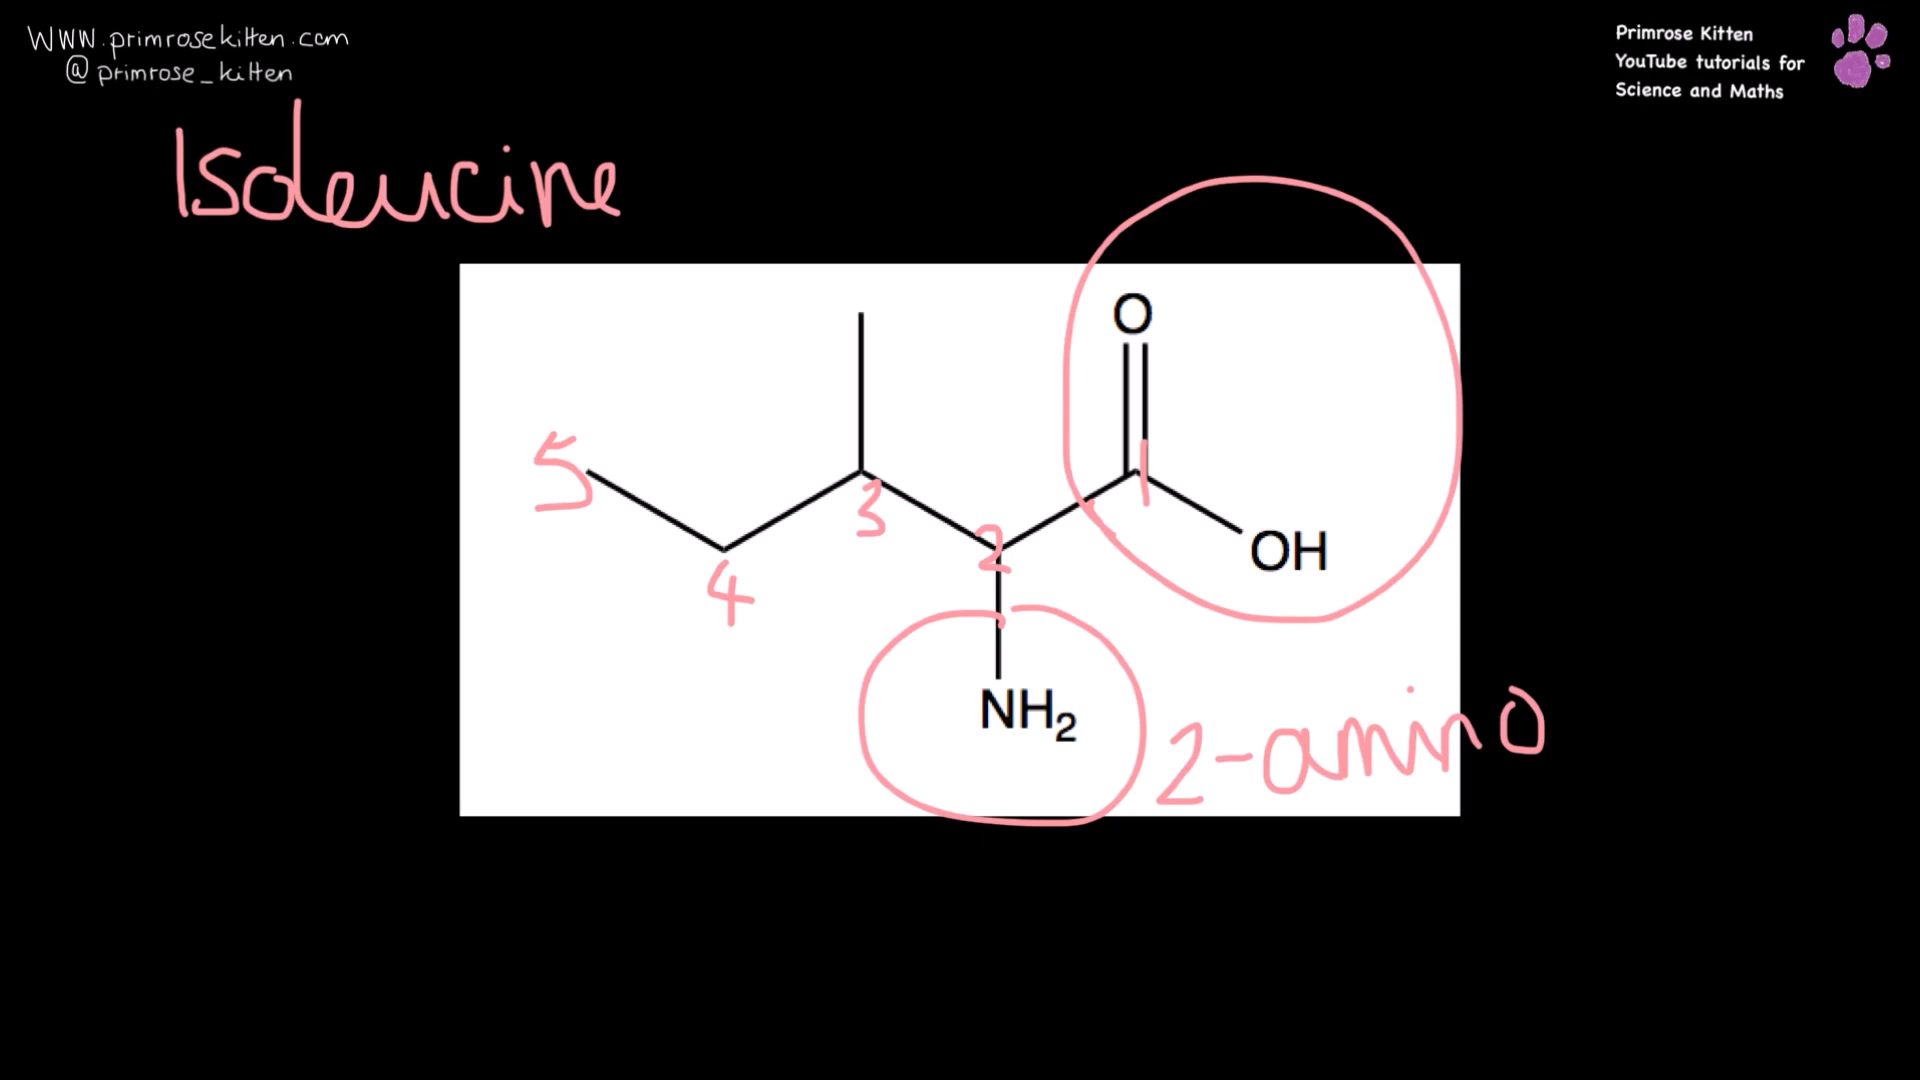 WWW.primrosekitten.com
@primrose_kitten
Primrose Kitten
YouTube tutorials for
Science and Maths
Isoleucine
O
1
5
3
2
OH
4
NH₂
2-amino